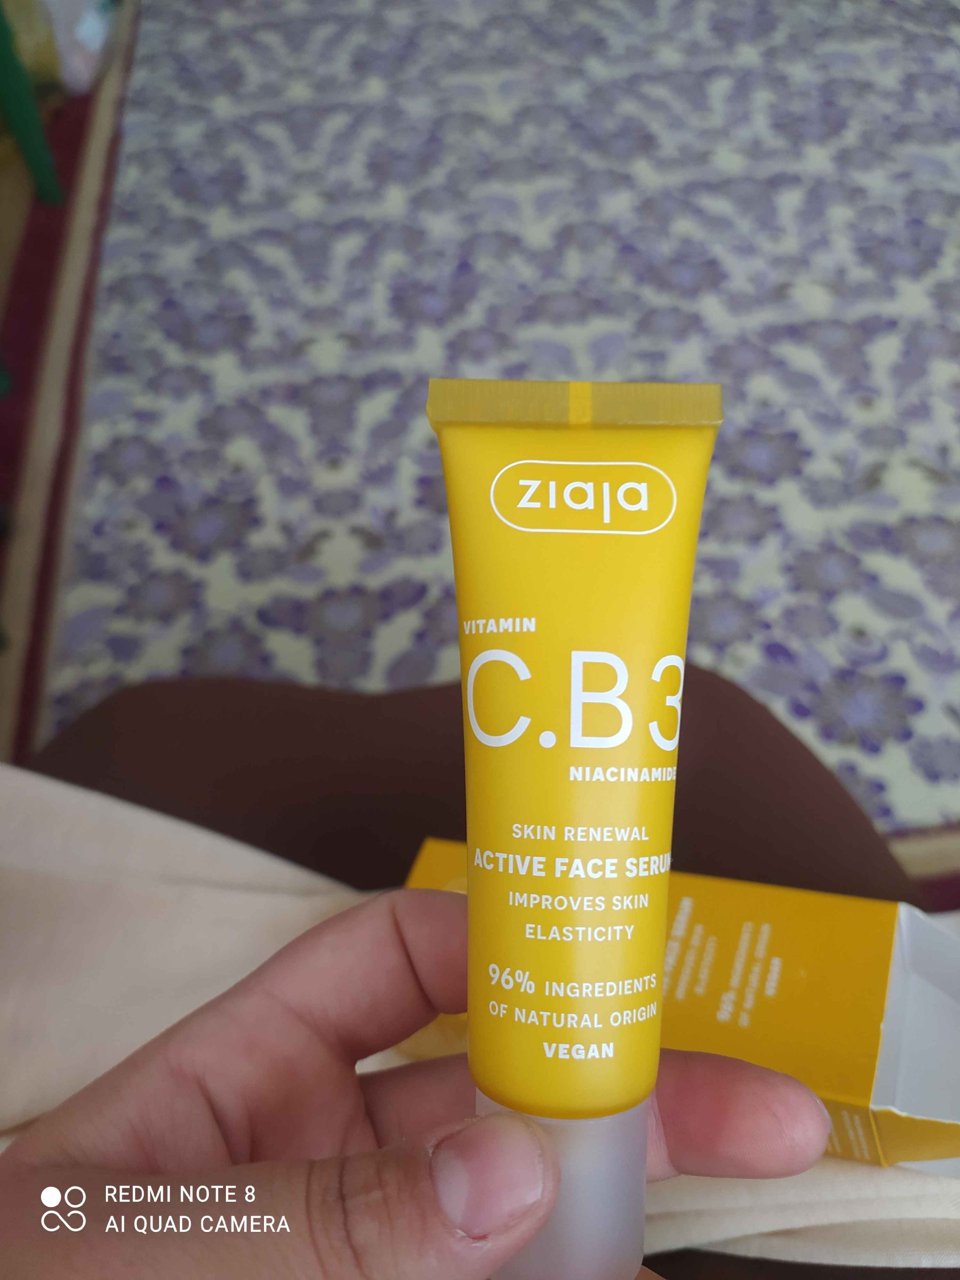 ziaja
VITAMIN
C.B3
NIACINAMIDE
SKIN RENEWAL
ACTIVE FACE SERUM
IMPROVES SKIN
ELASTICITY
96% INGREDIENTS
OF NATURAL ORIGIN
VEGAN
REDMI NOTE 8
AI QUAD CAMERA